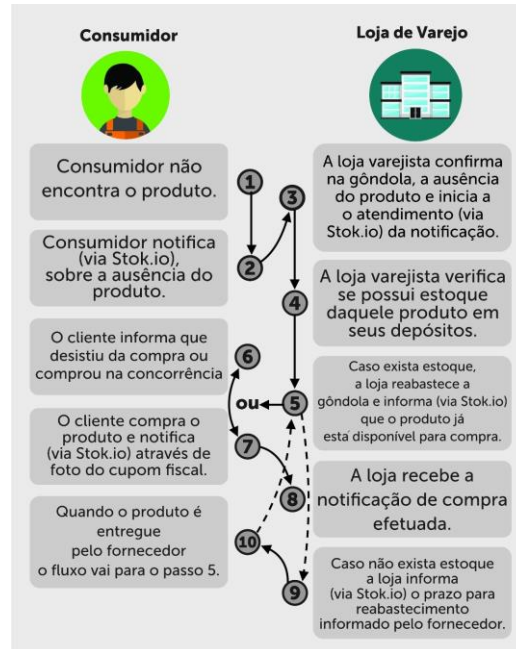 Consumidor
Loja de Varejo
Consumidor não
encontra o produto.
1
3
A loja varejista confirma
na gôndola, a ausência
do produto e inicia a
o atendimento (via
Stok.io) da notificação.
Consumidor notifica
(via Stok.io),
sobre a ausência do
produto.
2
4
A loja varejista verifica
se possui estoque
daquele produto em
seus depósitos.
O cliente informa que
desistiu da compra ou
comprou na concorrência
6
ou
5
Caso exista estoque,
a loja reabastece a
gôndola e informa (via Stok.io)
que o produto já
está disponível para compra.
O cliente compra o
produto e notifica
(via Stok.io) através de
foto do cupom fiscal.
7
8
A loja recebe a
notificação de compra
efetuada.
Quando o produto é
entregue
pelo fornecedor
o fluxo vai para o passo 5.
10
9
Caso não exista estoque
a loja informa
(via Stok.io) o prazo para
reabastecimento
informado pelo fornecedor.